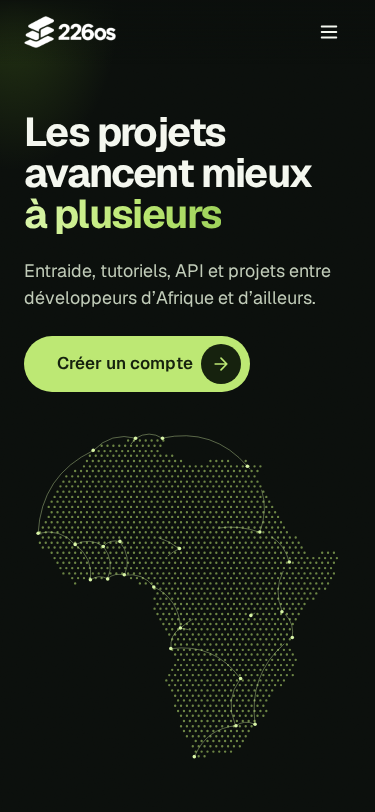 226os
Les projets
avancent mieux
à plusieurs
Entraide, tutoriels, API et projets entre
développeurs d’Afrique et d’ailleurs.
Créer un compte